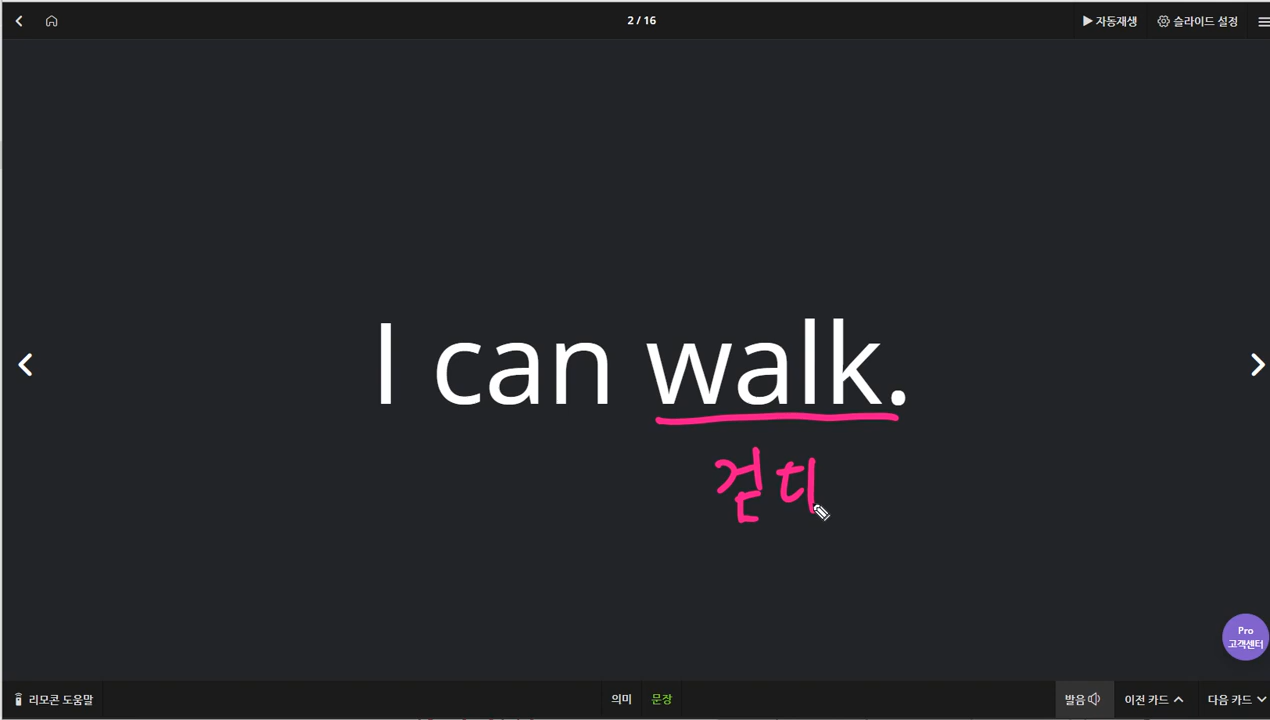 2 / 16
자동재생
슬라이드 설정
I can walk.
걷다
Pro
고객센터
리모콘 도움말
의미
문장
발음
이전 카드
다음 카드